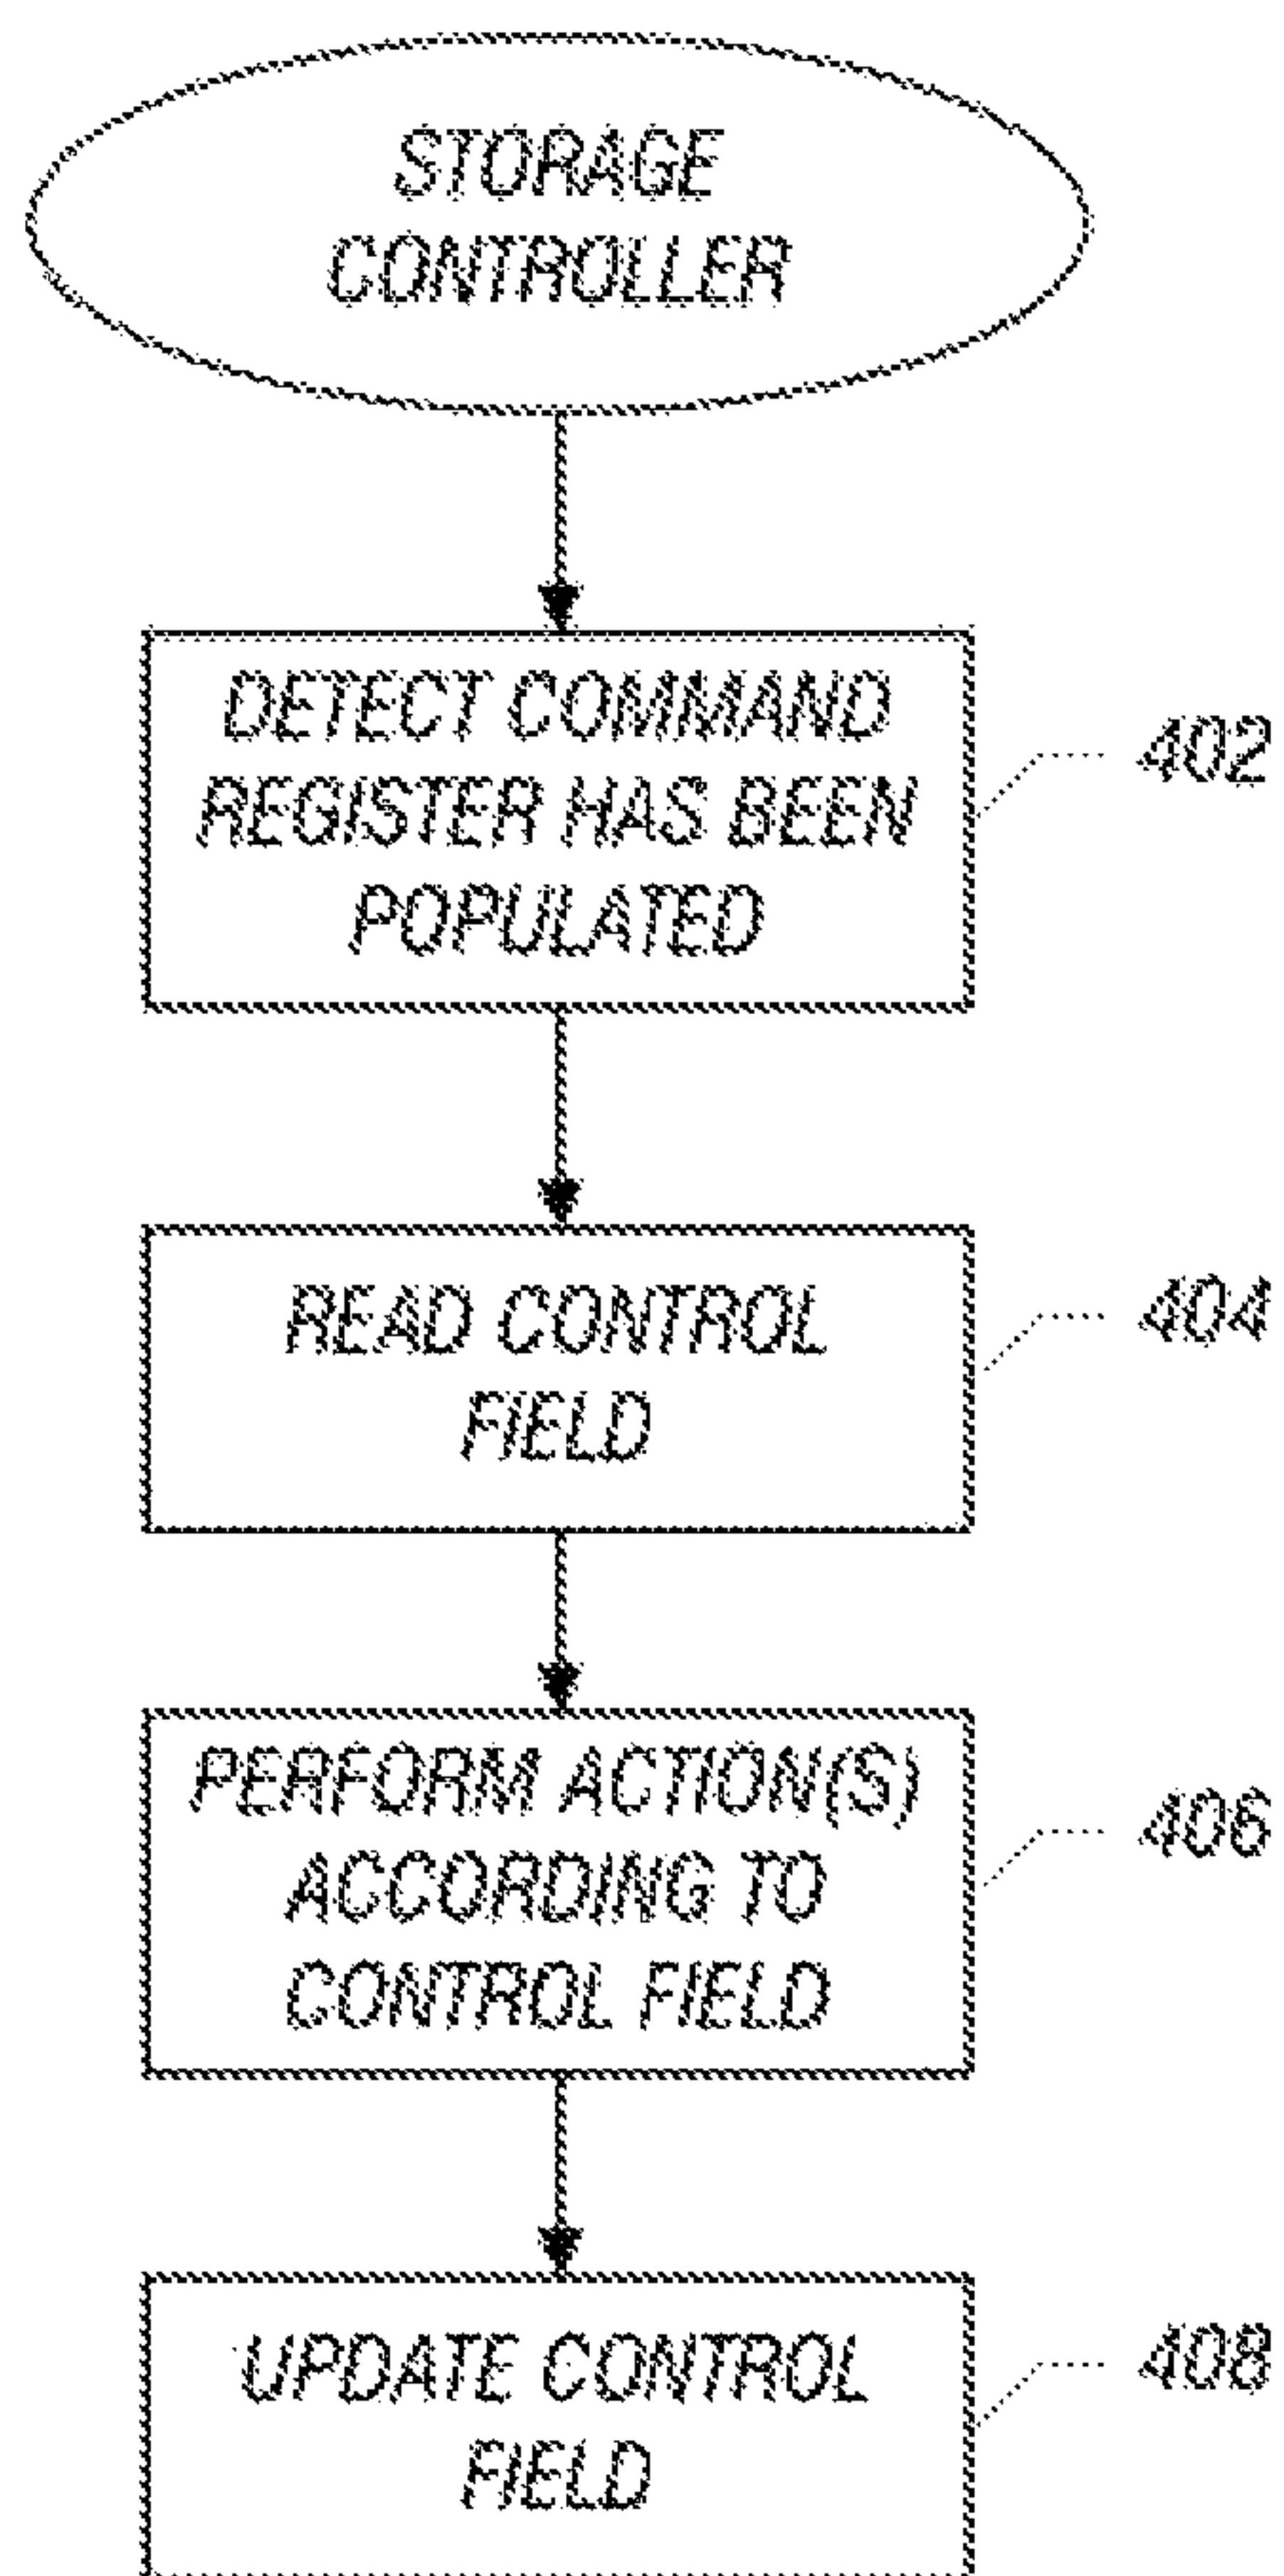 STORAGE
CONTROLLER
DETECT COMMAND
REGISTER HAS BEEN
POPULATED
402
READ CONTROL
FIELD
404
PERFORM ACTION(S)
ACCORDING TO
CONTROL FIELD
406
UPDATE CONTROL
FIELD
408